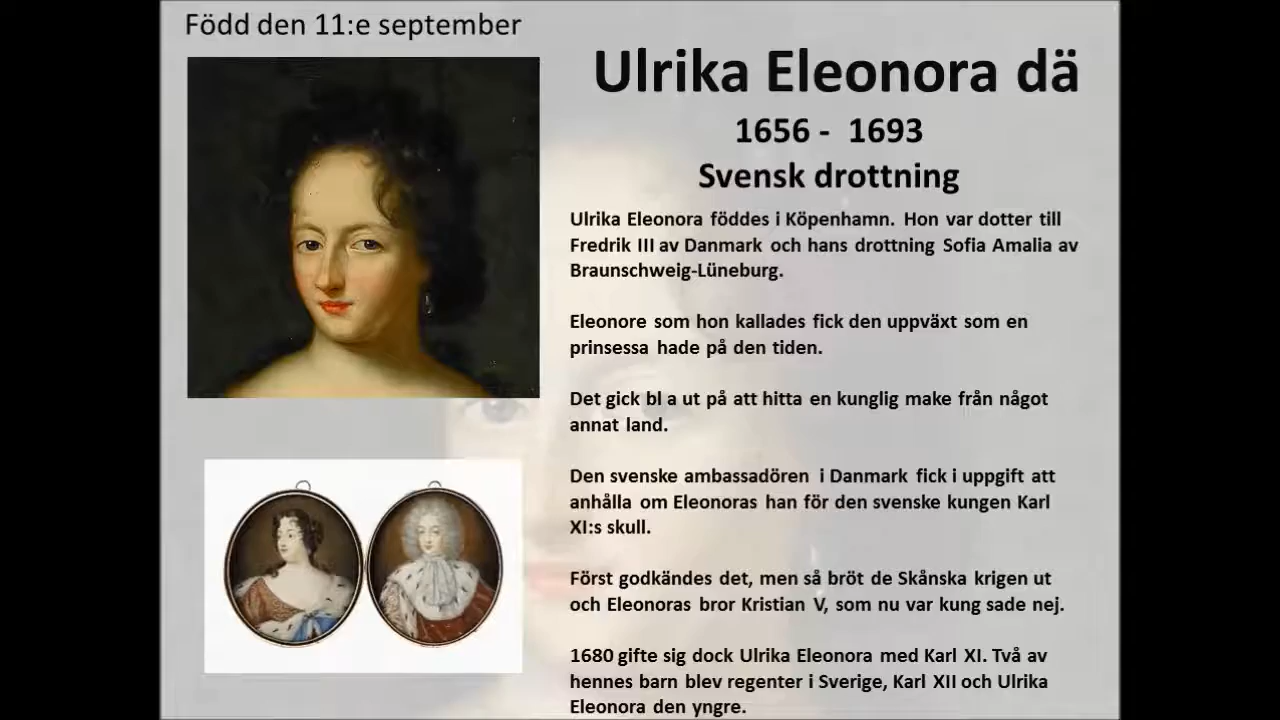 Född den 11:e september
Ulrika Eleonora dä
1656 - 1693
Svensk drottning
Ulrika Eleonora föddes i Köpenhamn. Hon var dotter till
Fredrik III av Danmark och hans drottning Sofia Amalia av
Braunschweig-Lüneburg.
Eleonore som hon kallades fick den uppväxt som en
prinsessa hade på den tiden.
Det gick bl a ut på att hitta en kunglig make från något
annat land.
Den svenske ambassadören i Danmark fick i uppgift att
anhålla om Eleonoras han för den svenske kungen Karl
XI:s skull.
Först godkändes det, men så bröt de Skånska krigen ut
och Eleonoras bror Kristian V, som nu var kung sade nej.
1680 gifte sig dock Ulrika Eleonora med Karl XI. Två av
hennes barn blev regenter i Sverige, Karl XII och Ulrika
Eleonora den yngre.